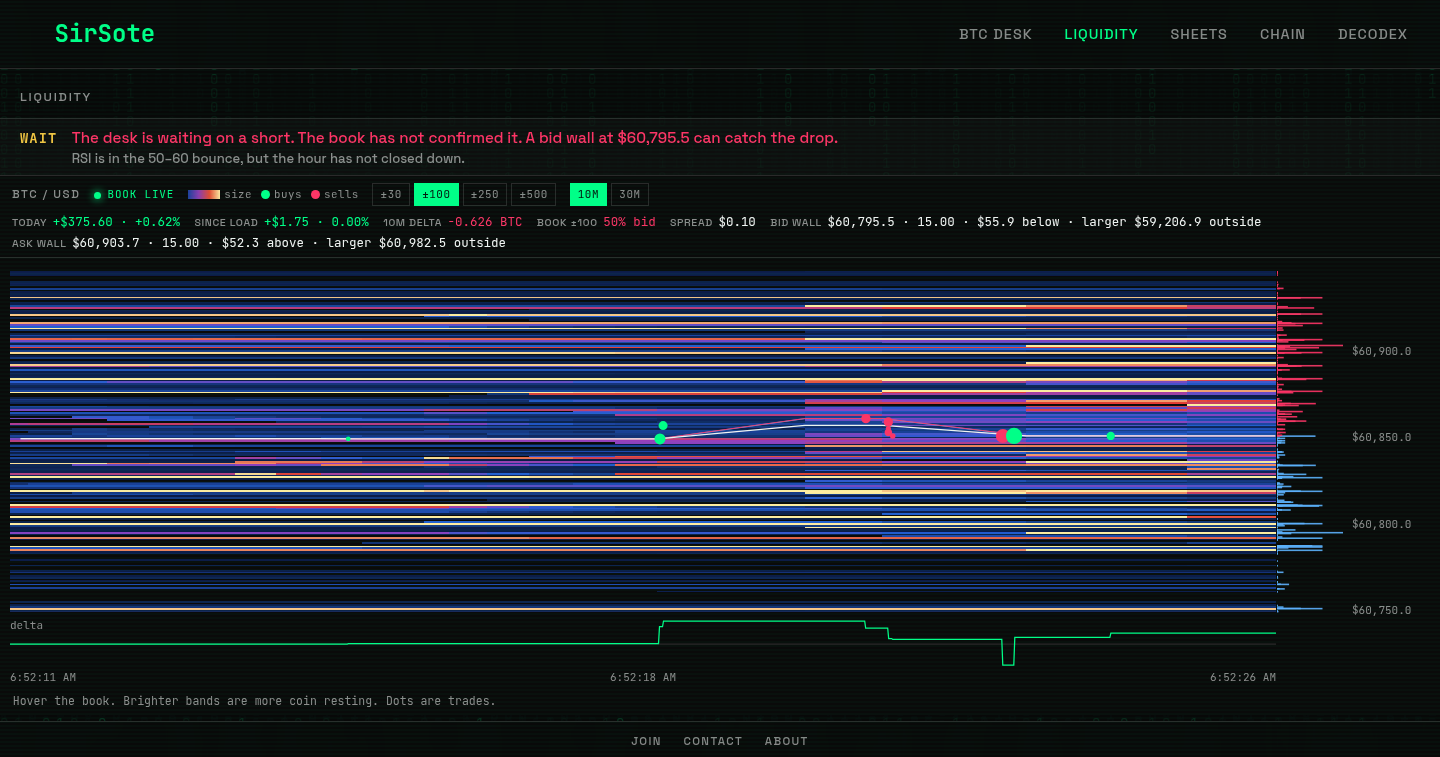 SirSote
BTC DESK LIQUIDITY SHEETS CHAIN DECODEX
LIQUIDITY
WAIT The desk is waiting on a short. The book has not confirmed it. A bid wall at $60,795.5 can catch the drop.
RSI is in the 50–60 bounce, but the hour has not closed down.
BTC / USD BOOK LIVE size buys sells ±30 ±100 ±250 ±500 10M 30M
TODAY +$375.60 · +0.62% SINCE LOAD +$1.75 · 0.00% 10M DELTA -0.626 BTC BOOK ±100 50% bid SPREAD $0.10 BID WALL $60,795.5 · 15.00 · $55.9 below · larger $59,206.9 outside
ASK WALL $60,903.7 · 15.00 · $52.3 above · larger $60,982.5 outside
$60,900.0
$60,850.0
$60,800.0
$60,750.0
delta
6:52:11 AM 6:52:18 AM 6:52:26 AM
Hover the book. Brighter bands are more coin resting. Dots are trades.
JOIN CONTACT ABOUT